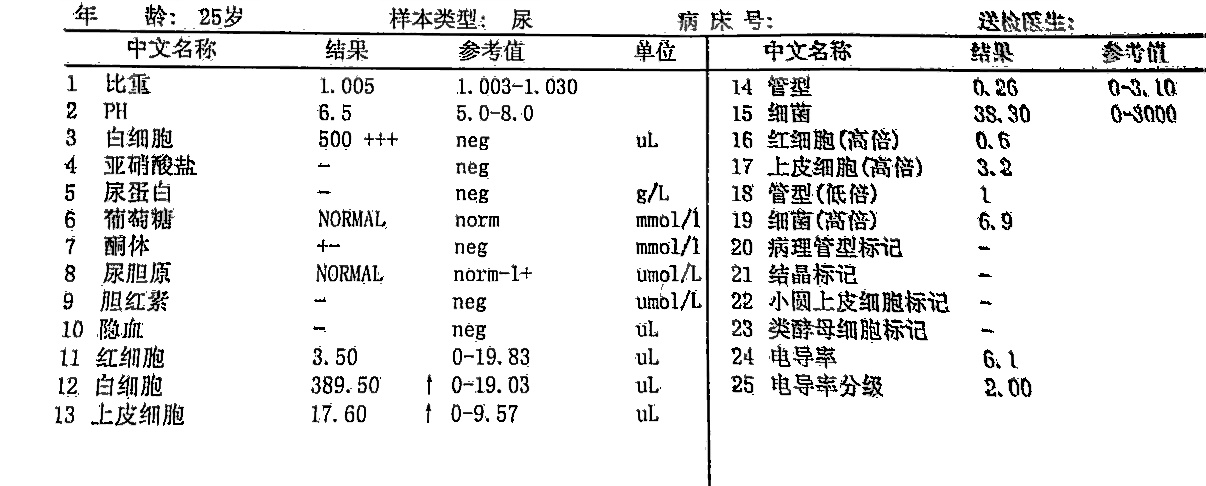 年 龄: 25岁 样本类型: 尿 病 床 号: 送检医生:
中文名称 结果 参考值 单位
1 比重 1.005 1.003-1.030
2 PH 6.5 5.0-8.0
3 白细胞 500 +++ neg uL
4 亚硝酸盐 - neg
5 尿蛋白 - neg g/L
6 葡萄糖 NORMAL norm mmol/l
7 酮体 +- neg mmol/l
8 尿胆原 NORMAL norm-1+ umol/L
9 胆红素 - neg umol/L
10 隐血 - neg uL
11 红细胞 3.50 0-19.83 uL
12 白细胞 389.50 ↑ 0-19.03 uL
13 上皮细胞 17.60 ↑ 0-9.57 uL
中文名称 结果 参考值
14 管型 0.26 0-3.10
15 细菌 38.30 0-3000
16 红细胞(高倍) 0.6
17 上皮细胞(高倍) 3.2
18 管型(低倍) 1
19 细菌(高倍) 6.9
20 病理管型标记 -
21 结晶标记 -
22 小圆上皮细胞标记 -
23 类酵母细胞标记 -
24 电导率 6.1
25 电导率分级 2.00